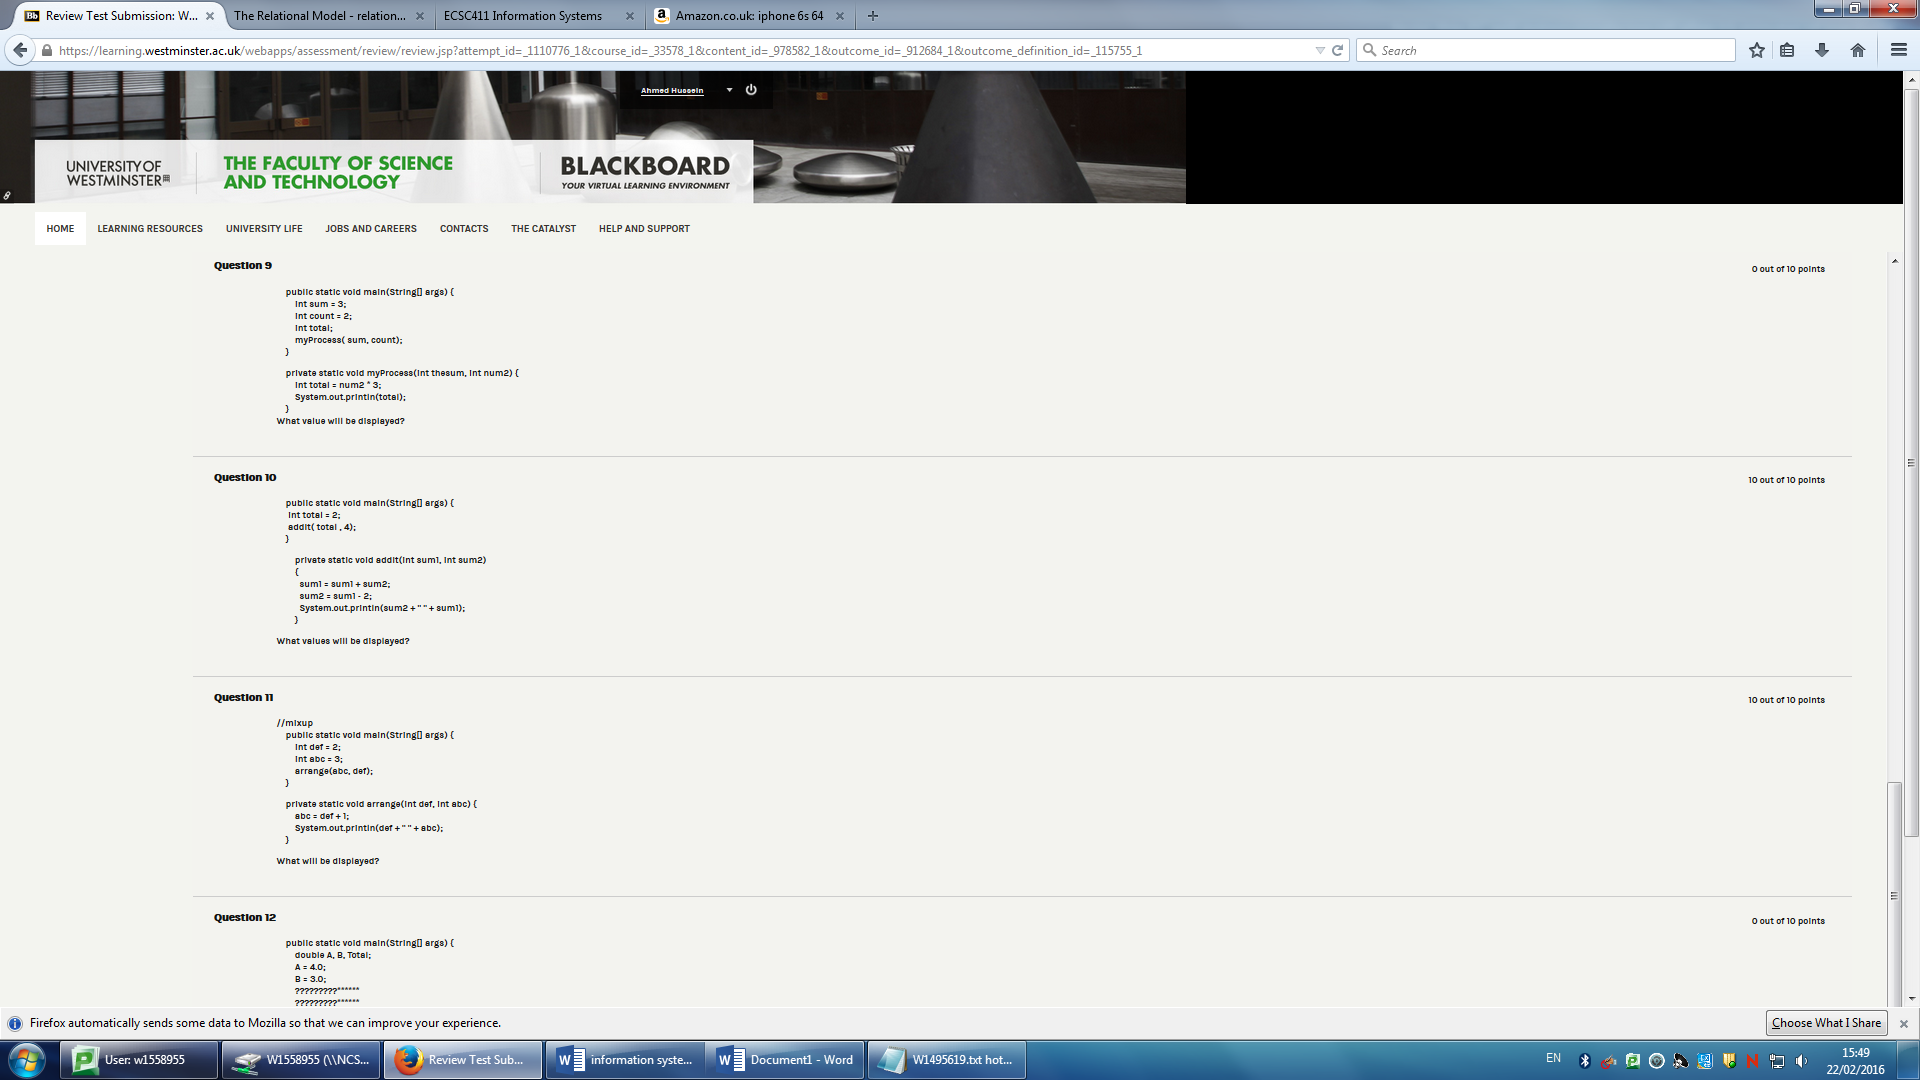 Review Test Submission: W...
The Relational Model - relation...
ECSC411 Information Systems
Amazon.co.uk: iphone 6s 64
https://learning.westminster.ac.uk/webapps/assessment/review/review.jsp?attempt_id=_1110776_1&course_id=_33578_1&content_id=_978582_1&outcome_id=_912684_1&outcome_definition_id=_115755_1
Search
Ahmed Hussein
UNIVERSITY OF
WESTMINSTER
THE FACULTY OF SCIENCE
AND TECHNOLOGY
BLACKBOARD
YOUR VIRTUAL LEARNING ENVIRONMENT
HOME LEARNING RESOURCES UNIVERSITY LIFE JOBS AND CAREERS CONTACTS THE CATALYST HELP AND SUPPORT
Question 9
0 out of 10 points
public static void main(String[] args) {
int sum = 3;
int count = 2;
int total;
myProcess( sum, count);
}
private static void myProcess(int thesum, int num2) {
int total = num2 * 3;
System.out.println(total);
}
What value will be displayed?
Question 10
10 out of 10 points
public static void main(String[] args) {
int total = 2;
addit( total , 4);
}
private static void addit(int sum1, int sum2)
{
sum1 = sum1 + sum2;
sum2 = sum1 - 2;
System.out.println(sum2 + " " + sum1);
}
What values will be displayed?
Question 11
10 out of 10 points
//mixup
public static void main(String[] args) {
int def = 2;
int abc = 3;
arrange(abc, def);
}
private static void arrange(int def, int abc) {
abc = def + 1;
System.out.println(def + " " + abc);
}
What will be displayed?
Question 12
0 out of 10 points
public static void main(String[] args) {
double A, B, Total;
A = 4.0;
B = 3.0;
?????????******
?????????******
Firefox automatically sends some data to Mozilla so that we can improve your experience.
Choose What I Share
User: w1558955
W1558955 (\\NCS...
Review Test Sub...
information syste...
Document1 - Word
W1495619.txt hot...
EN
15:49
22/02/2016